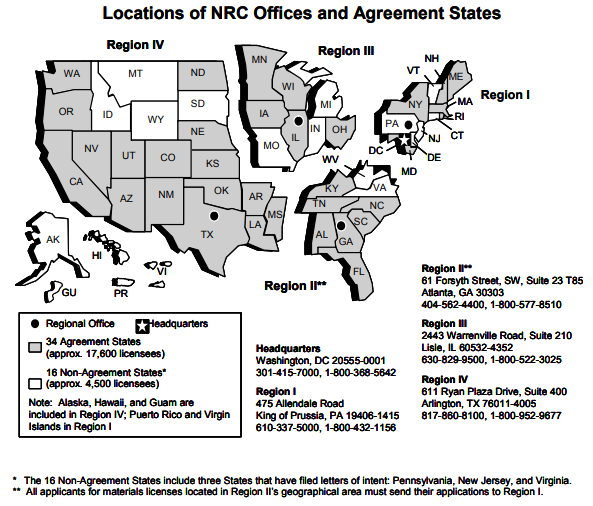 Locations of NRC Offices and Agreement States
Region IV
Region III
Region I
WA
MT
ND
OR
ID
SD
WY
NE
NV
UT
CO
KS
CA
AZ
NM
OK
TX
AR
LA
MS
MN
WI
MI
IA
IL
IN
OH
MO
WV
NH
VT
ME
NY
MA
RI
CT
PA
NJ
DC
DE
MD
KY
VA
TN
NC
SC
AL
GA
FL
AK
HI
VI
GU
PR
Region II**
Regional Office
Headquarters
34 Agreement States
(approx. 17,600 licensees)
16 Non-Agreement States*
(approx. 4,500 licensees)
Note: Alaska, Hawaii, and Guam are
included in Region IV; Puerto Rico and Virgin
Islands in Region I
Headquarters
Washington, DC 20555-0001
301-415-7000, 1-800-368-5642
Region I
475 Allendale Road
King of Prussia, PA 19406-1415
610-337-5000, 1-800-432-1156
Region II**
61 Forsyth Street, SW, Suite 23 T85
Atlanta, GA 30303
404-562-4400, 1-800-577-8510
Region III
2443 Warrenville Road, Suite 210
Lisle, IL 60532-4352
630-829-9500, 1-800-522-3025
Region IV
611 Ryan Plaza Drive, Suite 400
Arlington, TX 76011-4005
817-860-8100, 1-800-952-9677
* The 16 Non-Agreement States include three States that have filed letters of intent: Pennsylvania, New Jersey, and Virginia.
** All applicants for materials licenses located in Region II's geographical area must send their applications to Region I.